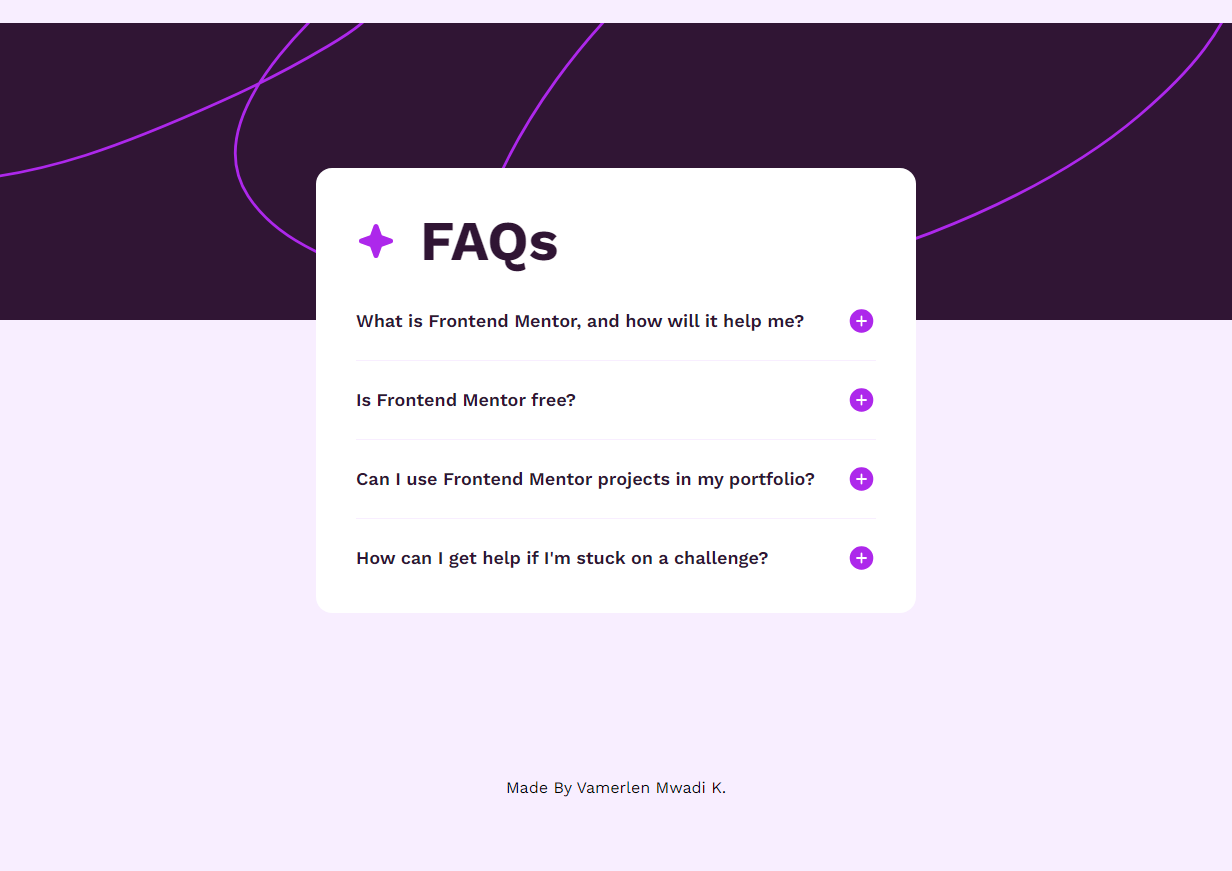 FAQs
What is Frontend Mentor, and how will it help me?
Is Frontend Mentor free?
Can I use Frontend Mentor projects in my portfolio?
How can I get help if I'm stuck on a challenge?
Made By Vamerlen Mwadi K.